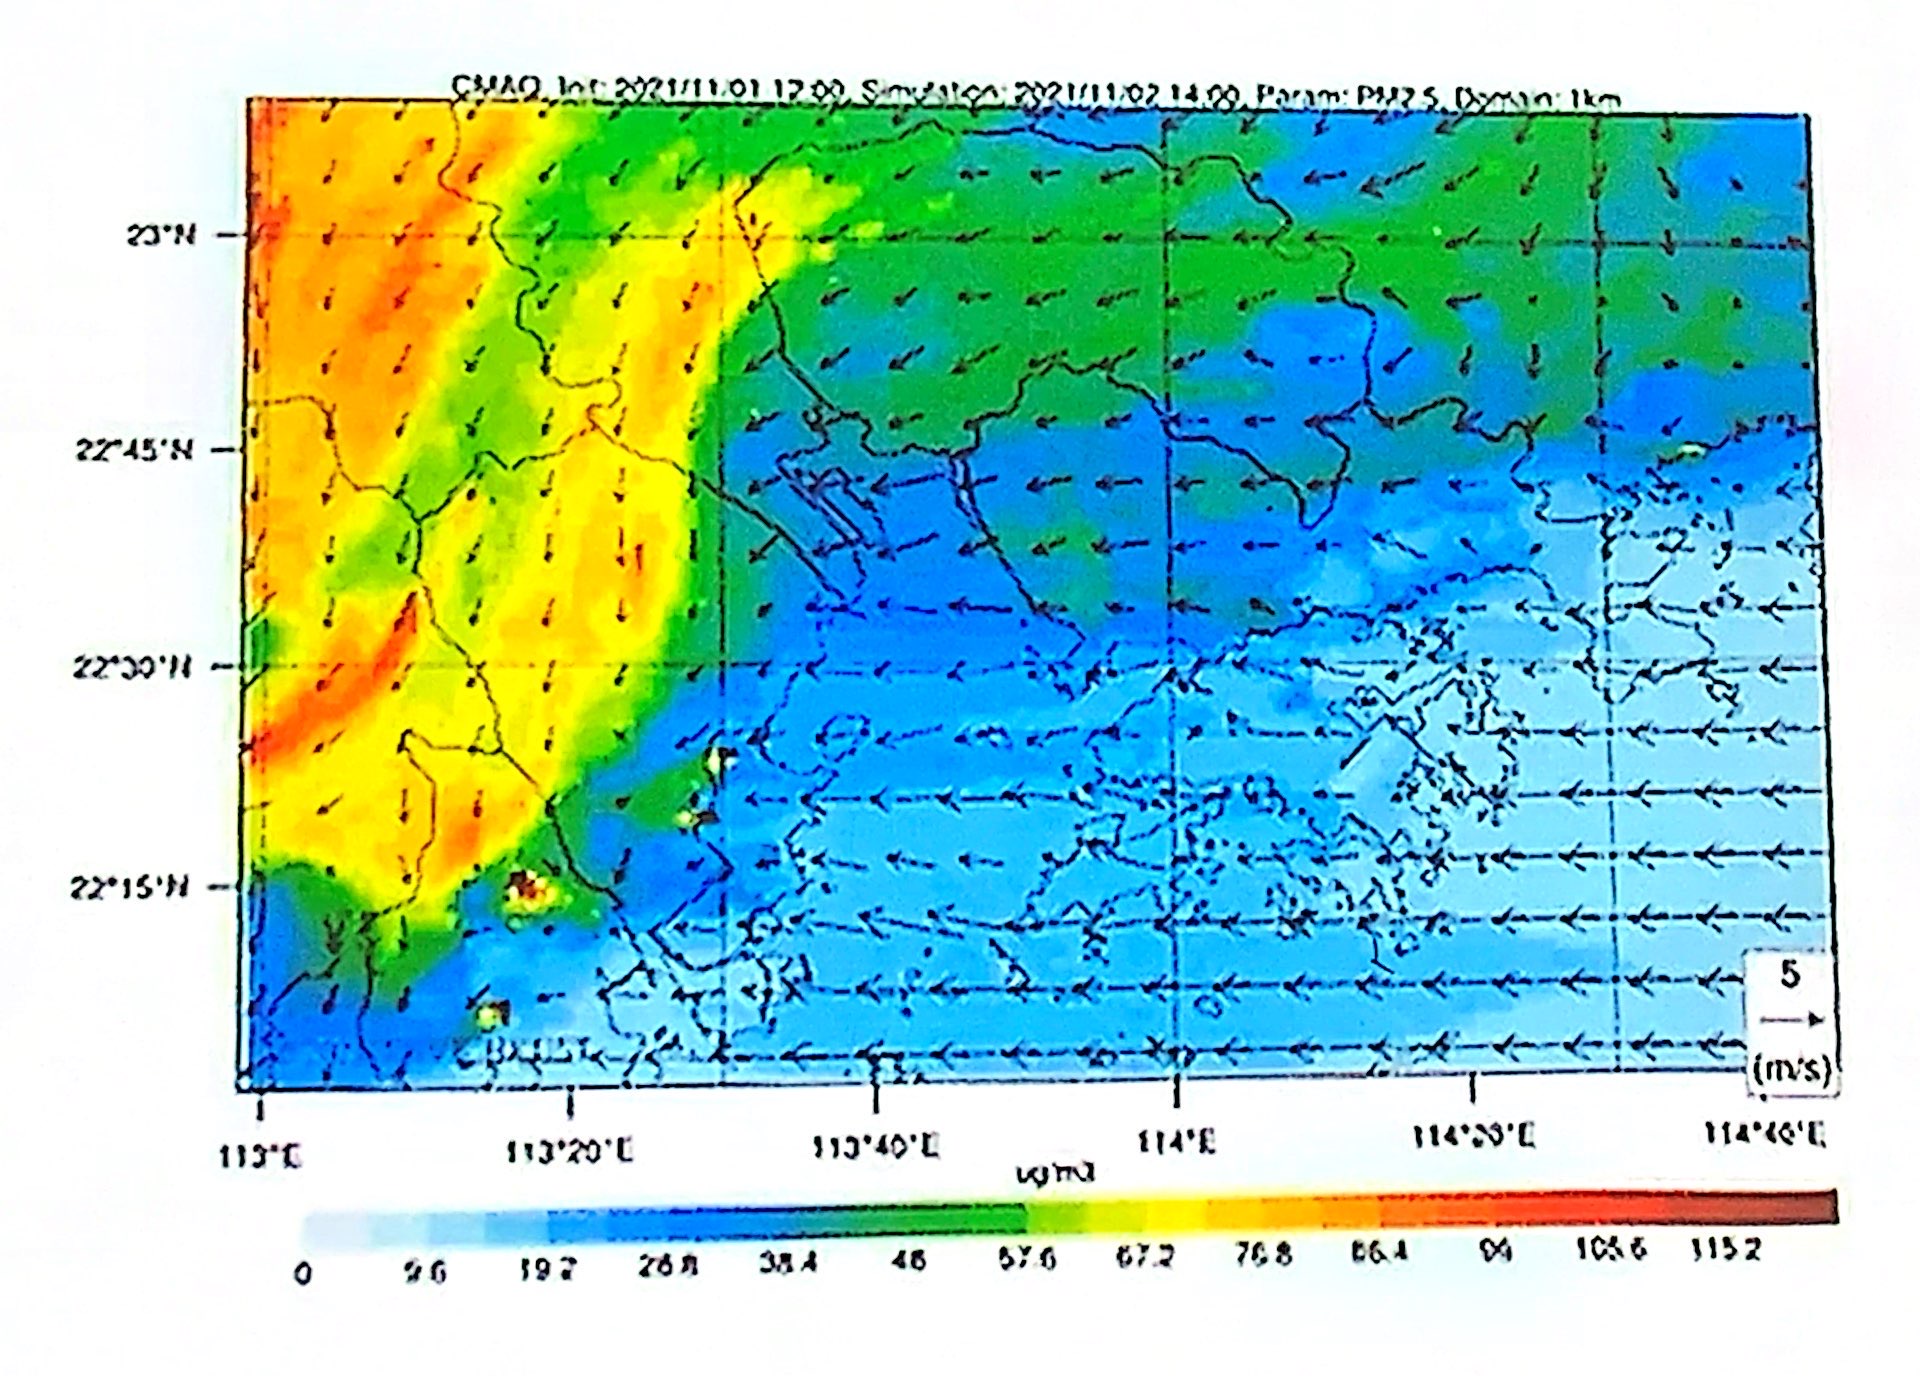 CMAQ, Init: 2021/11/01 12:00, Simulation: 2021/11/02 14:00, Param: PM2.5, Domain: 1km
23°N
22°45'N
22°30'N
22°15'N
5
(m/s)
113°E 113°20'E 113°40'E 114°E 114°20'E 114°40'E
0 9.6 19.2 28.8 38.4 48 57.6 67.2 76.8 86.4 96 105.6 115.2